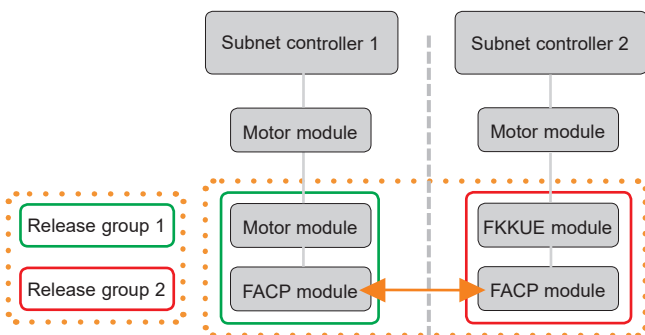 Subnet controller 1
Subnet controller 2
Motor module
Motor module
Release group 1
Motor module
FKKUE module
Release group 2
FACP module
FACP module